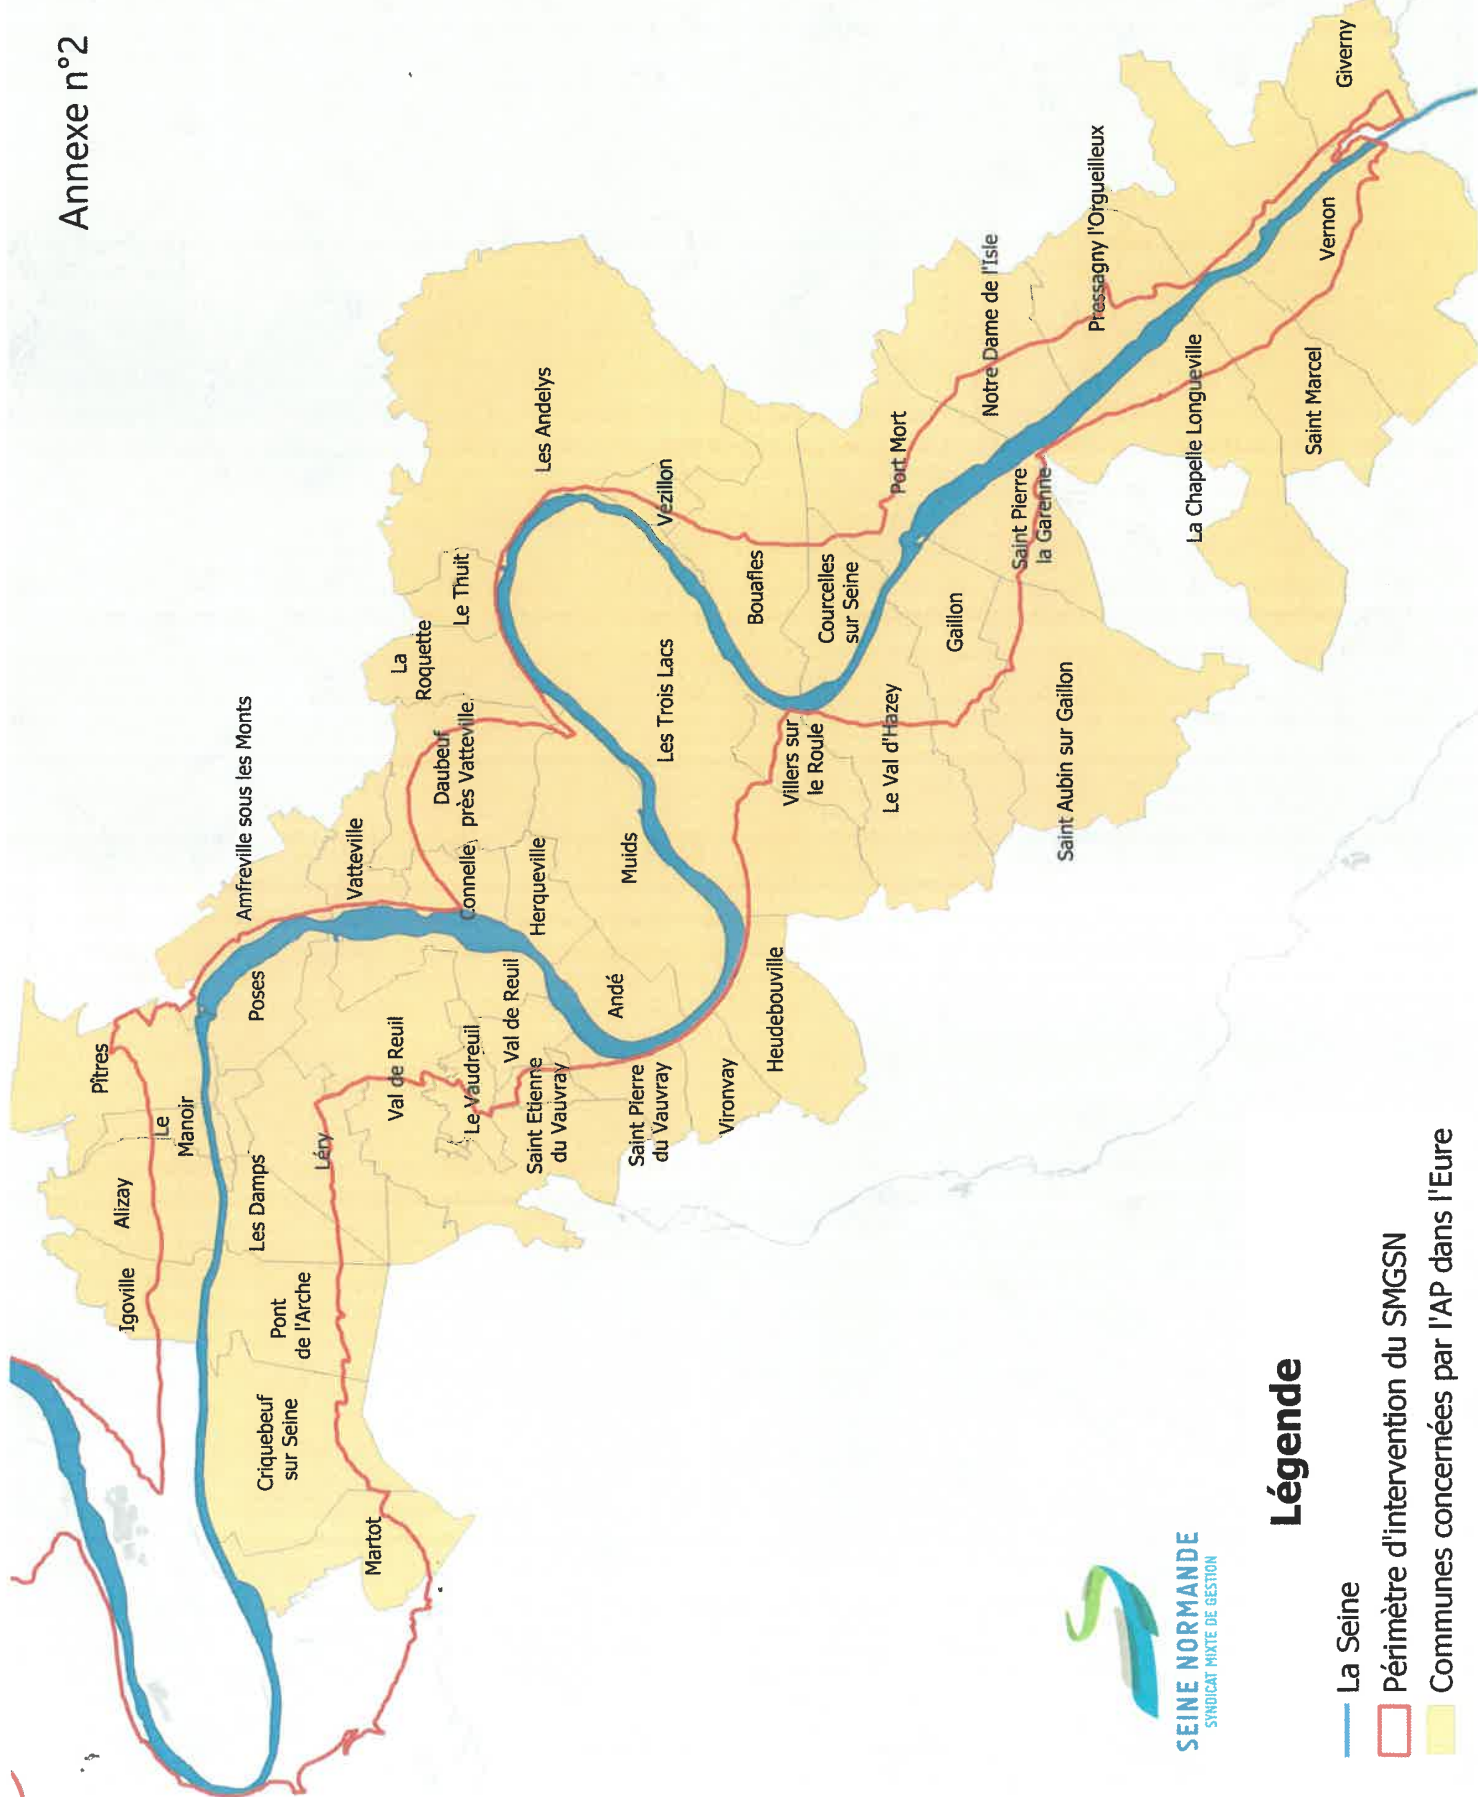 Annexe n°2
Pîtres
Amfreville sous les Monts
Igoville
Alizay
Le
Manoir
Poses
Vatteville
La
Roquette
Le Thuit
Les Andelys
Criquebeuf
sur Seine
Pont
de l'Arche
Les Damps
Léry
Val de Reuil
Connelle
Daubeuf
près Vatteville
Martot
Le Vaudreuil
Val de Reuil
Herqueville
Saint Etienne
du Vauvray
Andé
Muids
Les Trois Lacs
Vézillon
Saint Pierre
du Vauvray
Vironvay
Heudebouville
Villers sur
le Roule
Bouafles
Courcelles
sur Seine
Port Mort
Le Val d'Hazey
Gaillon
Notre Dame de l'Isle
Saint Pierre
la Garenne
Saint Aubin sur Gaillon
Pressagny l'Orgueilleux
La Chapelle Longueville
Saint Marcel
Vernon
Giverny
SEINE NORMANDE
SYNDICAT MIXTE DE GESTION
Légende
La Seine
Périmètre d'intervention du SMGSN
Communes concernées par l'AP dans l'Eure